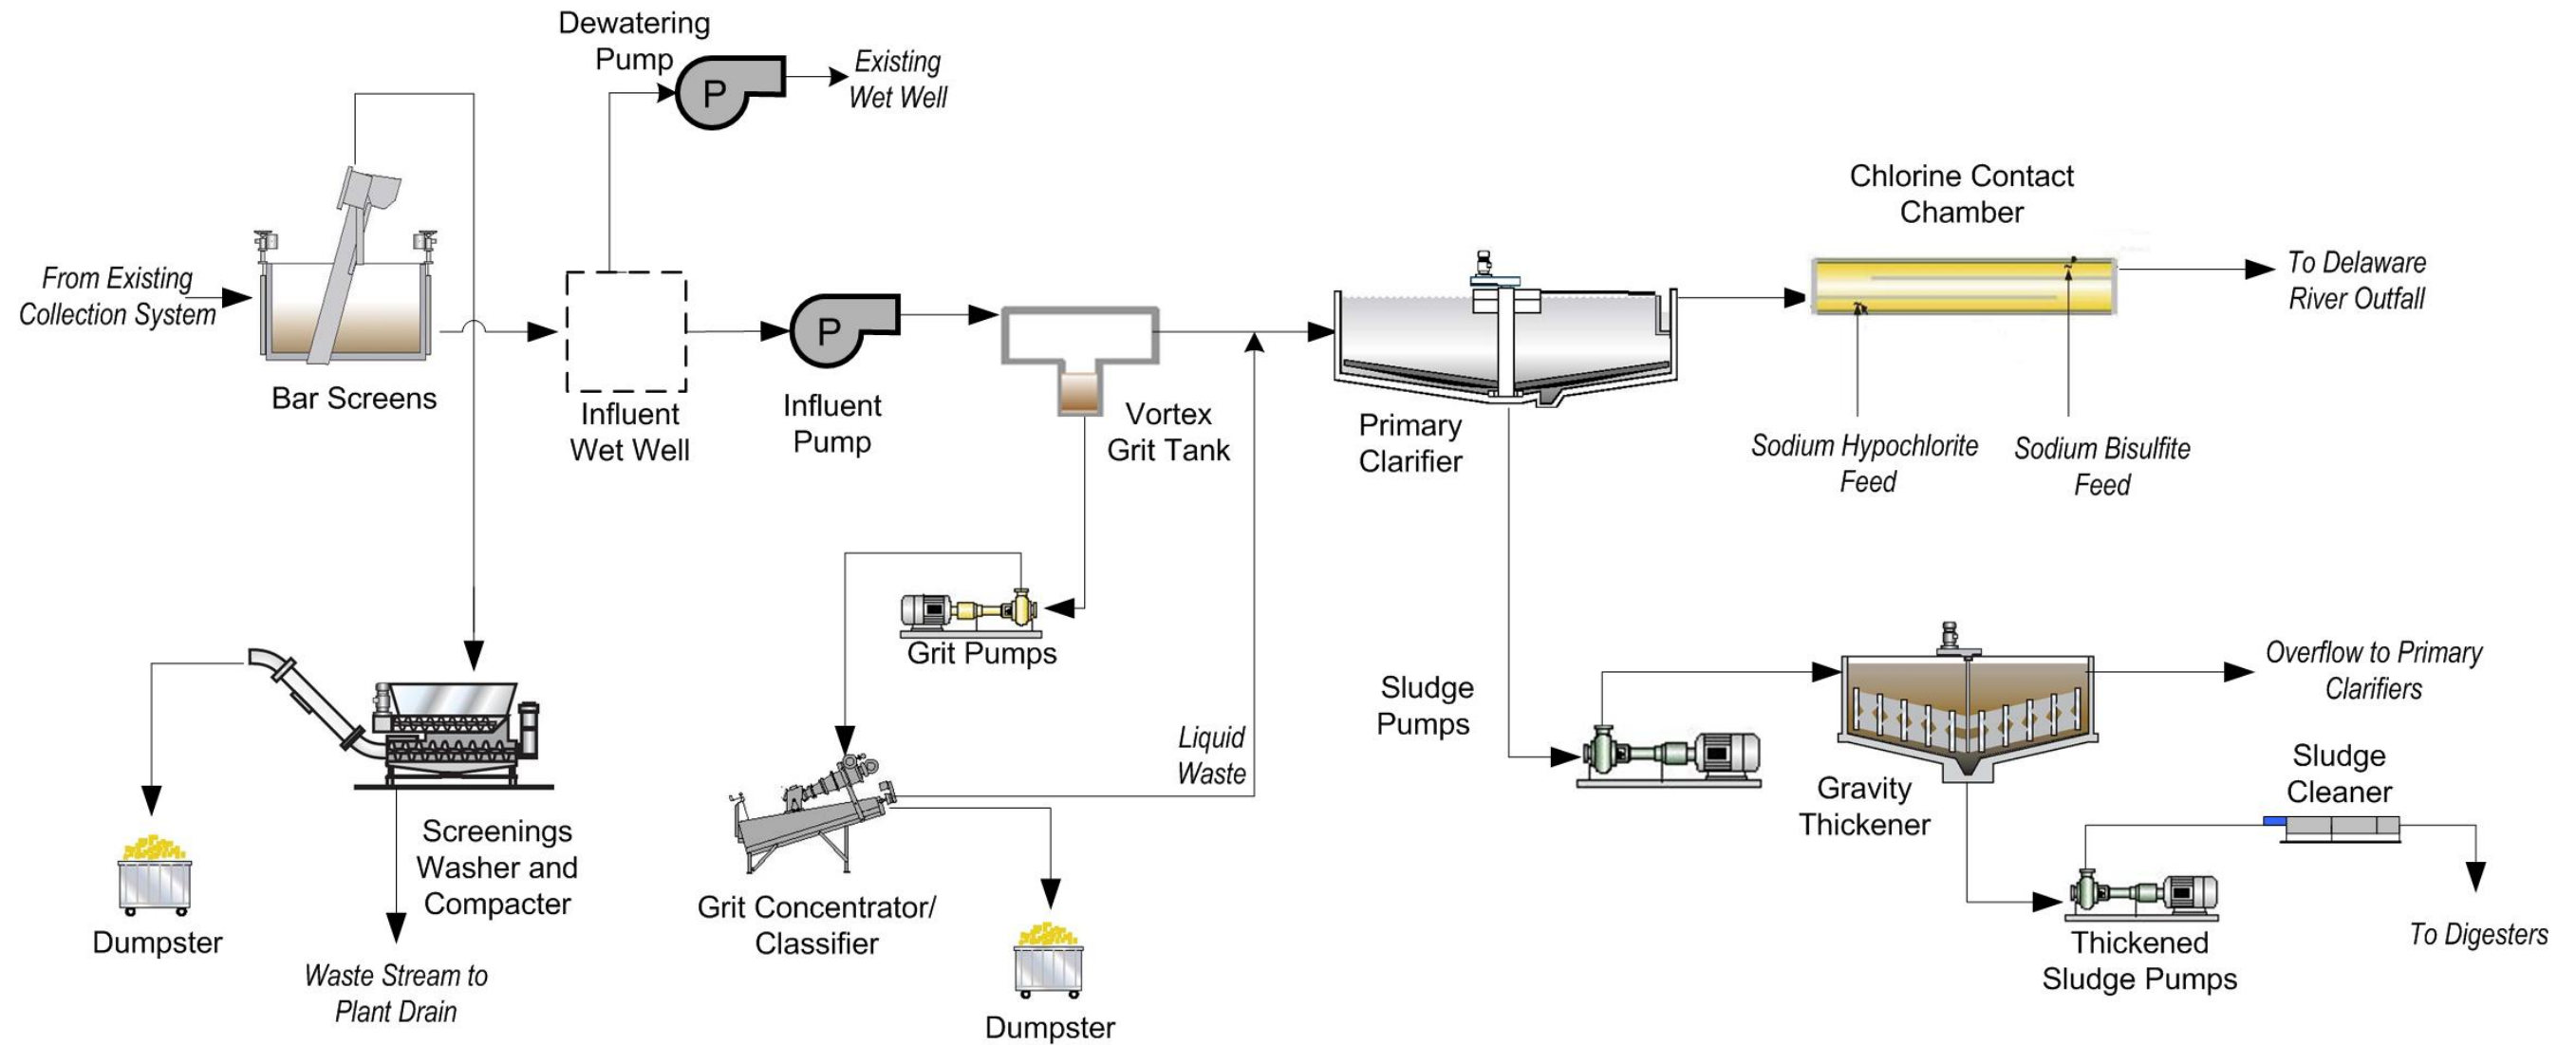 Dewatering
Pump
P
Existing
Wet Well
From Existing
Collection System
Bar Screens
Influent
Wet Well
P
Influent
Pump
Vortex
Grit Tank
Primary
Clarifier
Chlorine Contact
Chamber
To Delaware
River Outfall
Sodium Hypochlorite
Feed
Sodium Bisulfite
Feed
Grit Pumps
Liquid
Waste
Sludge
Pumps
Overflow to Primary
Clarifiers
Gravity
Thickener
Sludge
Cleaner
Screenings
Washer and
Compacter
Dumpster
Waste Stream to
Plant Drain
Grit Concentrator/
Classifier
Dumpster
Thickened
Sludge Pumps
To Digesters